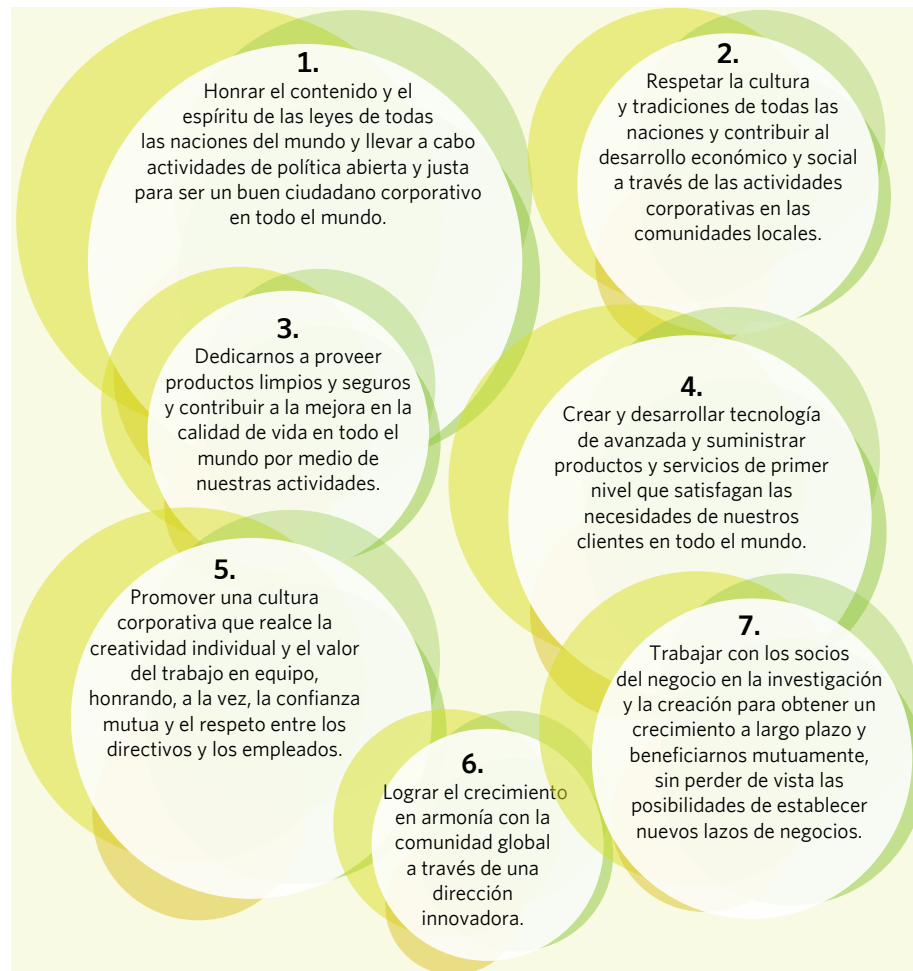 1.
Honrar el contenido y el
espíritu de las leyes de todas
las naciones del mundo y llevar a cabo
actividades de política abierta y justa
para ser un buen ciudadano corporativo
en todo el mundo.
2.
Respetar la cultura
y tradiciones de todas las
naciones y contribuir al
desarrollo económico y social
a través de las actividades
corporativas en las
comunidades locales.
3.
Dedicarnos a proveer
productos limpios y seguros
y contribuir a la mejora en la
calidad de vida en todo el
mundo por medio de
nuestras actividades.
4.
Crear y desarrollar tecnología
de avanzada y suministrar
productos y servicios de primer
nivel que satisfagan las
necesidades de nuestros
clientes en todo el mundo.
5.
Promover una cultura
corporativa que realce la
creatividad individual y el valor
del trabajo en equipo,
honrando, a la vez, la confianza
mutua y el respeto entre los
directivos y los empleados.
6.
Lograr el crecimiento
en armonía con la
comunidad global
a través de una
dirección
innovadora.
7.
Trabajar con los socios
del negocio en la investigación
y la creación para obtener un
crecimiento a largo plazo y
beneficiarnos mutuamente,
sin perder de vista las
posibilidades de establecer
nuevos lazos de negocios.